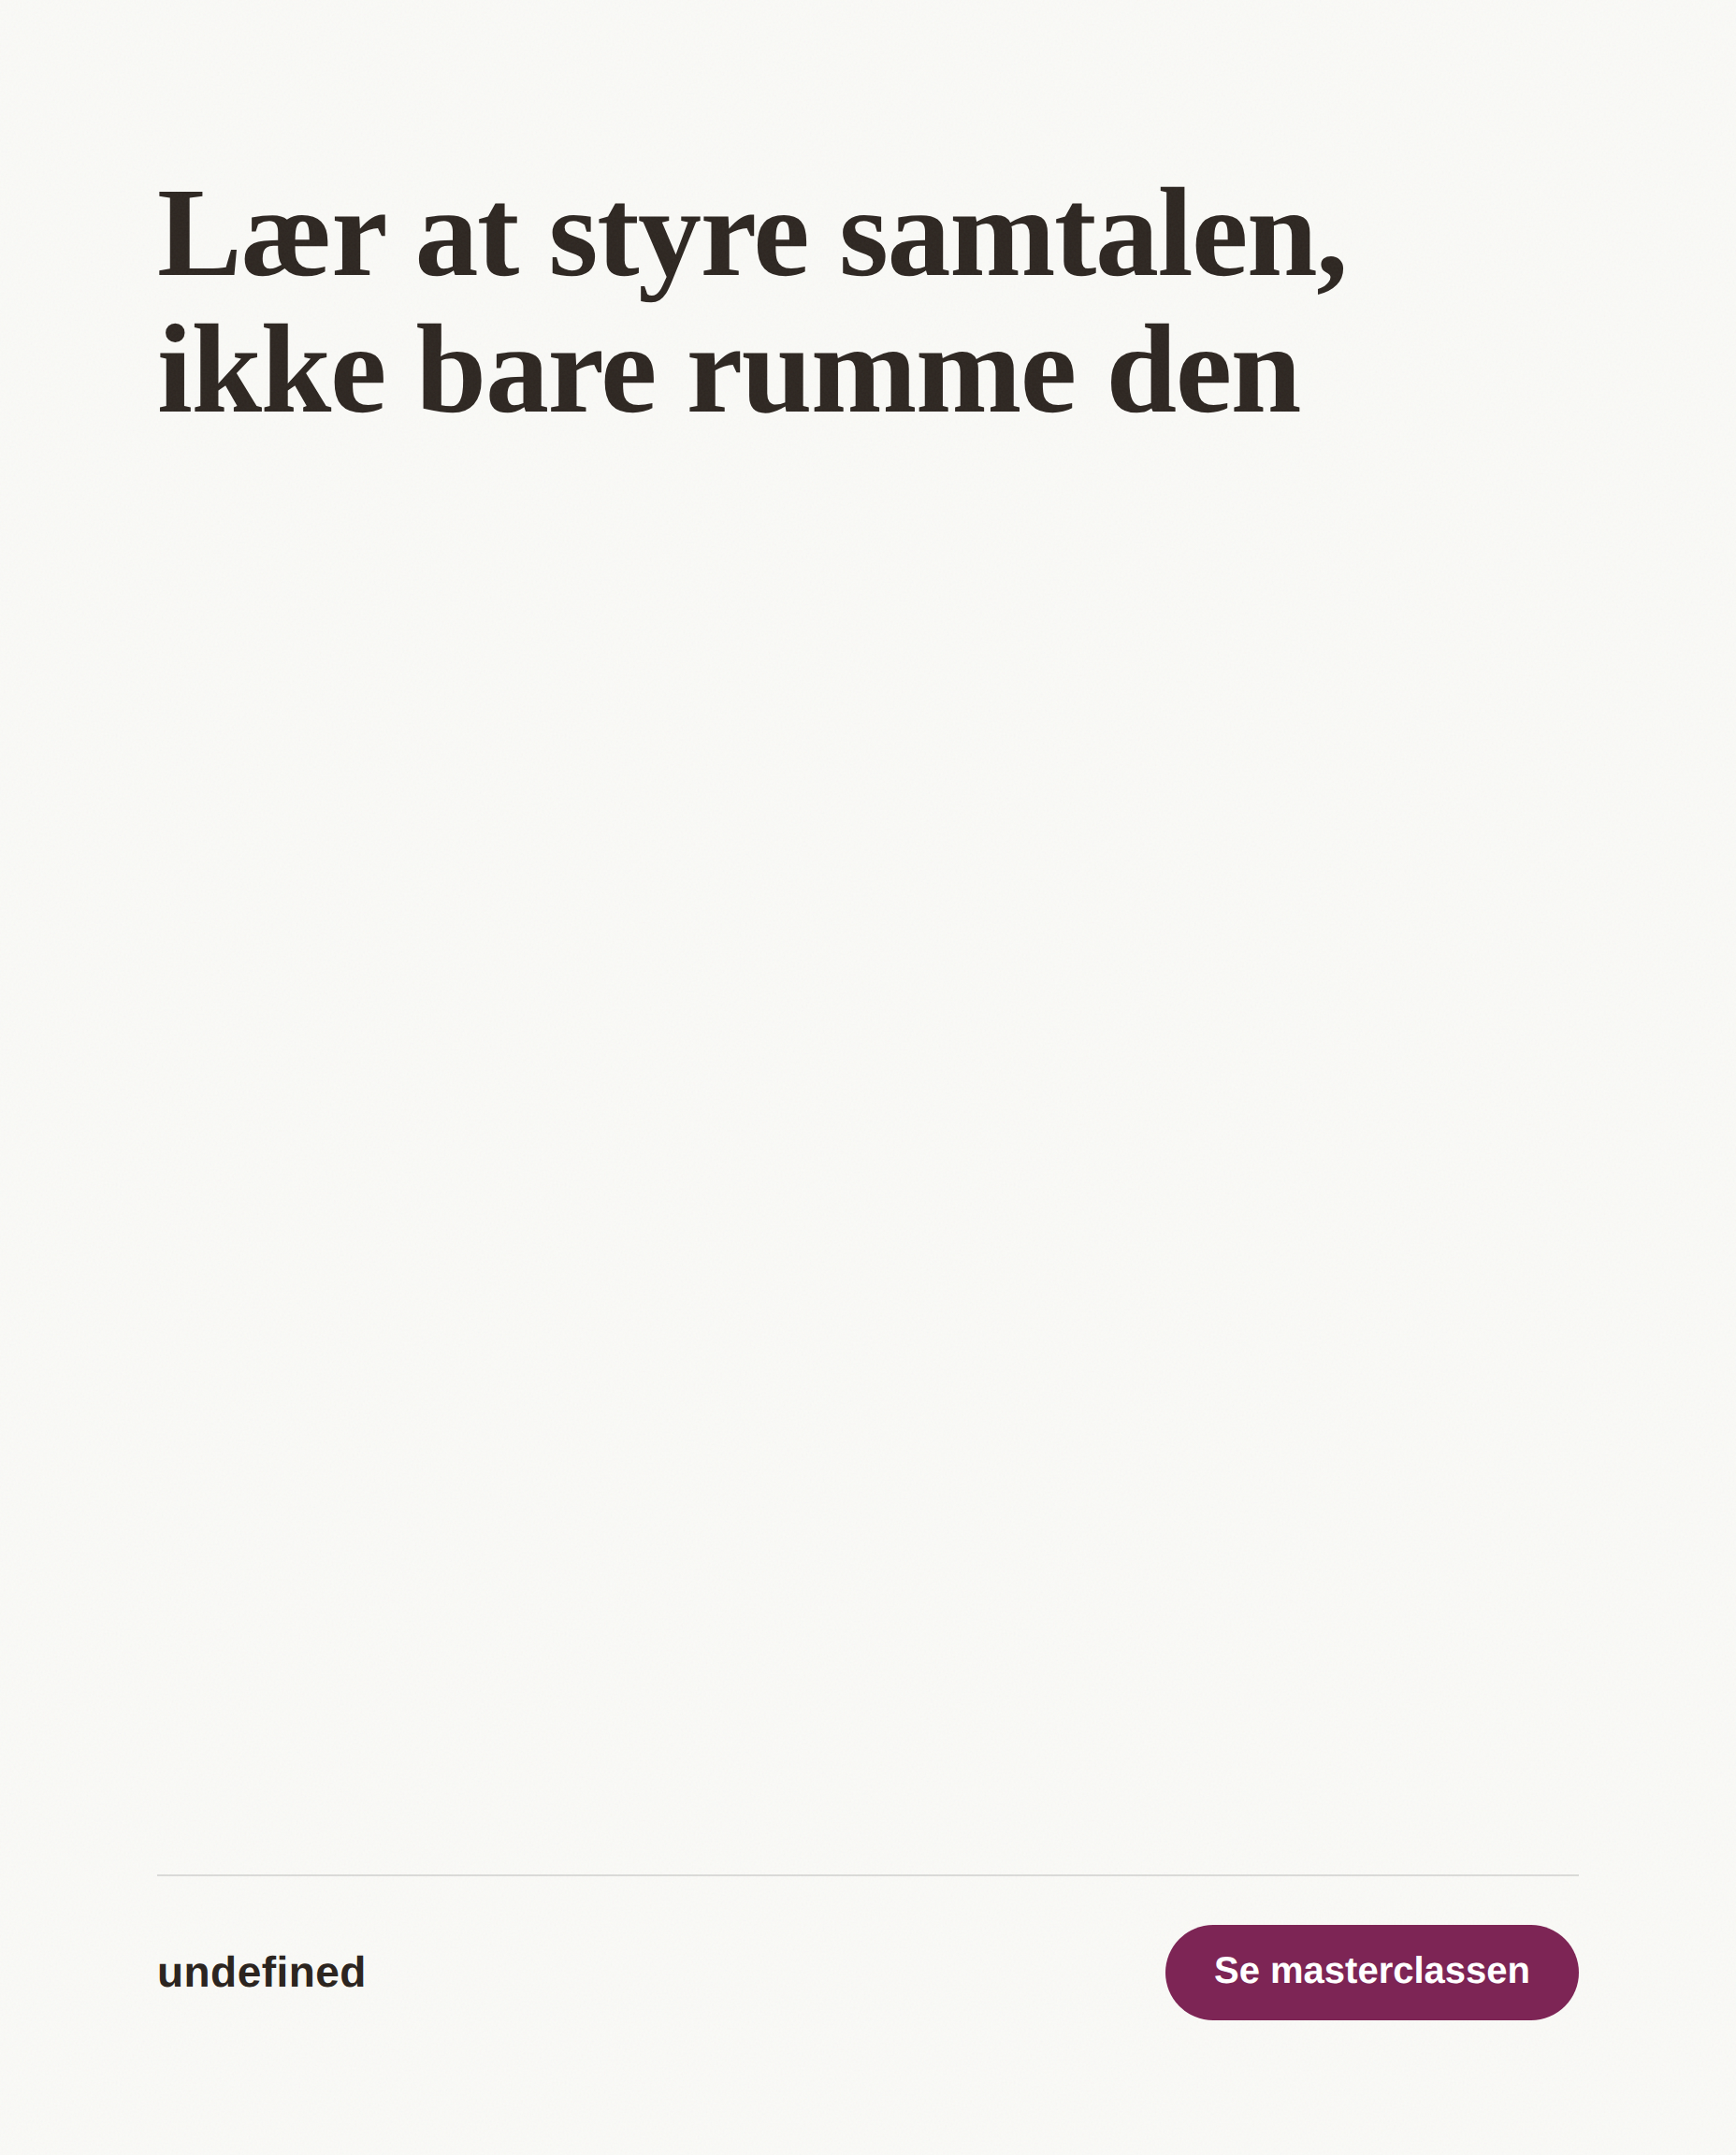 Lær at styre samtalen,
ikke bare rumme den
undefined
Se masterclassen